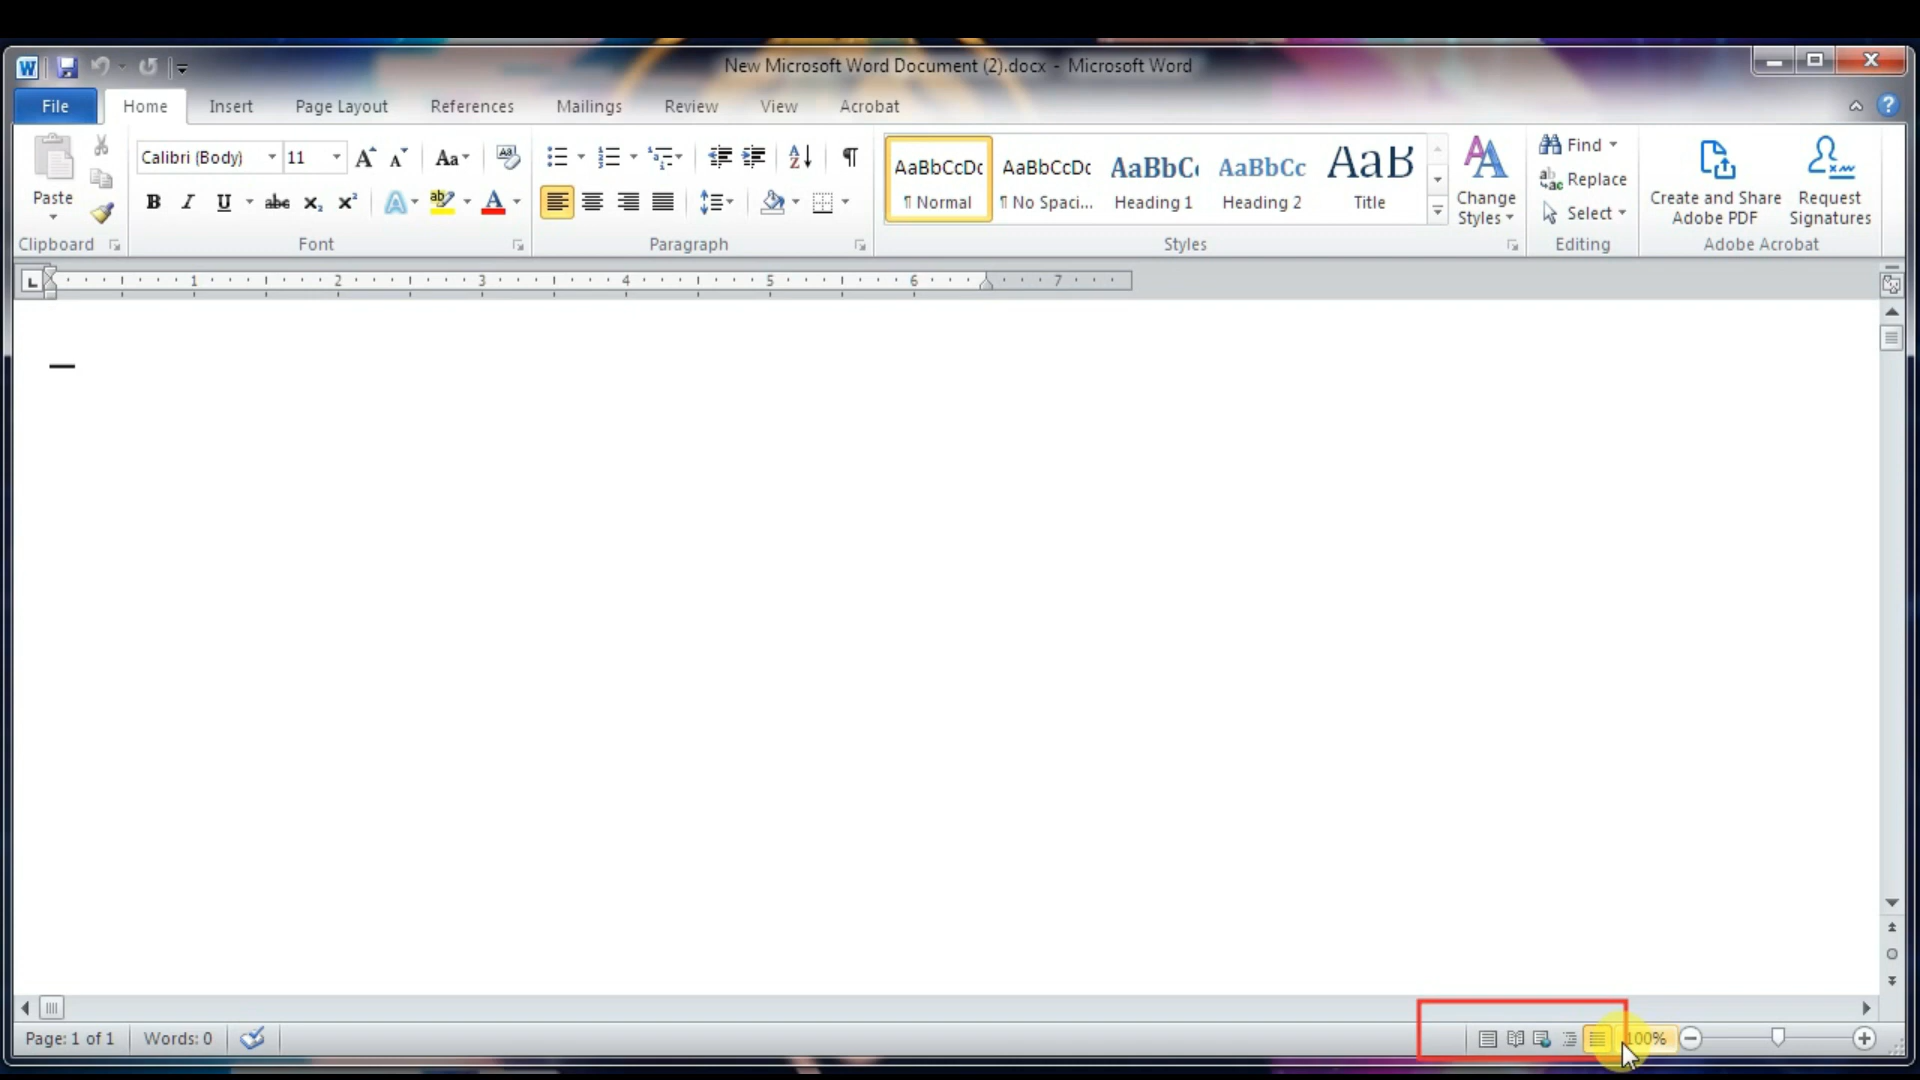 New Microsoft Word Document (2).docx - Microsoft Word
File Home Insert Page Layout References Mailings Review View Acrobat
Calibri (Body) 11 Aa
Paste
B I U abc x₂ x² A ab A
Clipboard Font Paragraph
AaBbCcDc AaBbCcDc AaBbC AaBbCc AaB
¶ Normal ¶ No Spaci... Heading 1 Heading 2 Title
Change Styles
Styles
Find
Replace
Select
Editing
Create and Share Adobe PDF
Request Signatures
Adobe Acrobat
L 1 2 3 4 5 6 7
Page: 1 of 1 Words: 0 100%